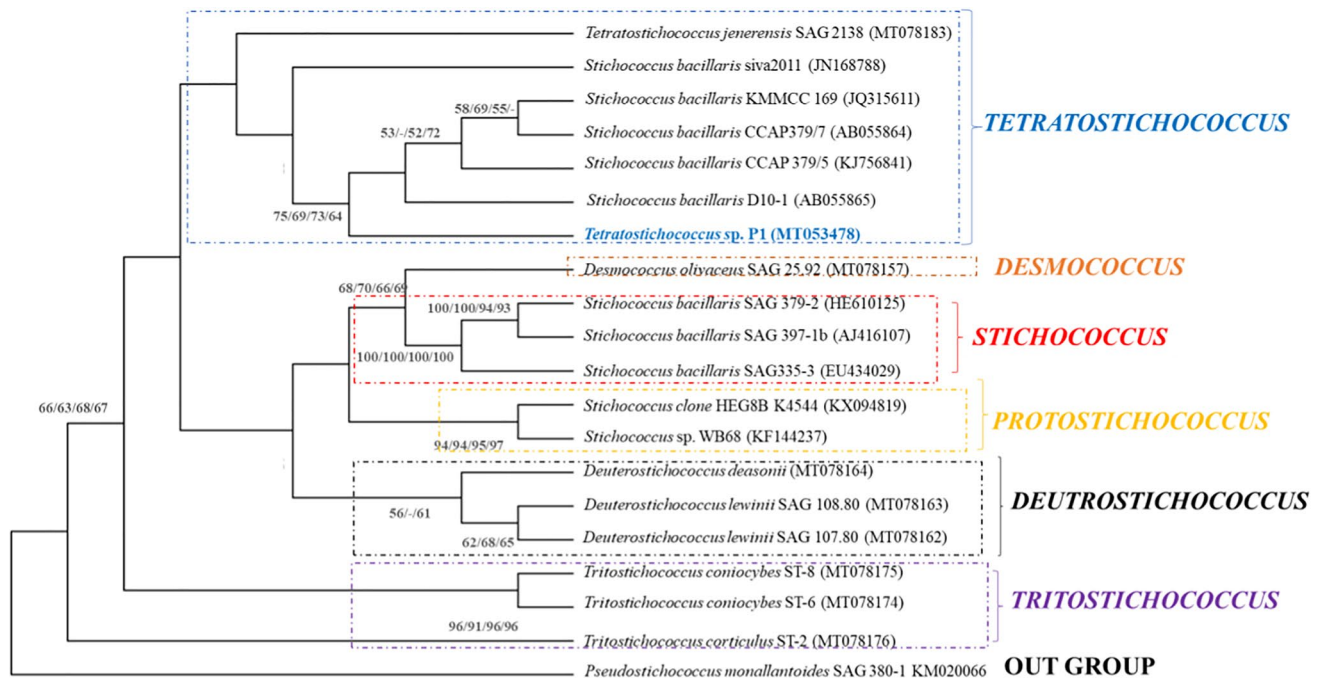 Tetratostichococcus jenerensis SAG 2138 (MT078183)
Stichococcus bacillaris siva2011 (JN168788)
Stichococcus bacillaris KMMCC 169 (JQ315611)
58/69/55/-
Stichococcus bacillaris CCAP379/7 (AB055864)
53/-/52/72
TETRATOSTICHOCOCCUS
Stichococcus bacillaris CCAP 379/5 (KJ756841)
Stichococcus bacillaris D10-1 (AB055865)
75/69/73/64
Tetratostichococcus sp. P1 (MT053478)
Desmococcus olivaceus SAG 25.92 (MT078157)
DESMOCOCCUS
68/70/66/69
Stichococcus bacillaris SAG 379-2 (HE610125)
100/100/94/93
Stichococcus bacillaris SAG 397-1b (AJ416107)
STICHOCOCCUS
100/100/100/100
Stichococcus bacillaris SAG335-3 (EU434029)
66/63/68/67
Stichococcus clone HEG8B K4544 (KX094819)
PROTOSTICHOCOCCUS
Stichococcus sp. WB68 (KF144237)
94/94/95/97
Deuterostichococcus deasonii (MT078164)
DEUTROSTICHOCOCCUS
Deuterostichococcus lewinii SAG 108.80 (MT078163)
56/-/61
Deuterostichococcus lewinii SAG 107.80 (MT078162)
62/68/65
Tritostichococcus coniocybes ST-8 (MT078175)
TRITOSTICHOCOCCUS
Tritostichococcus coniocybes ST-6 (MT078174)
96/91/96/96
Tritostichococcus corticulus ST-2 (MT078176)
Pseudostichococcus monallantoides SAG 380-1 KM020066
OUT GROUP